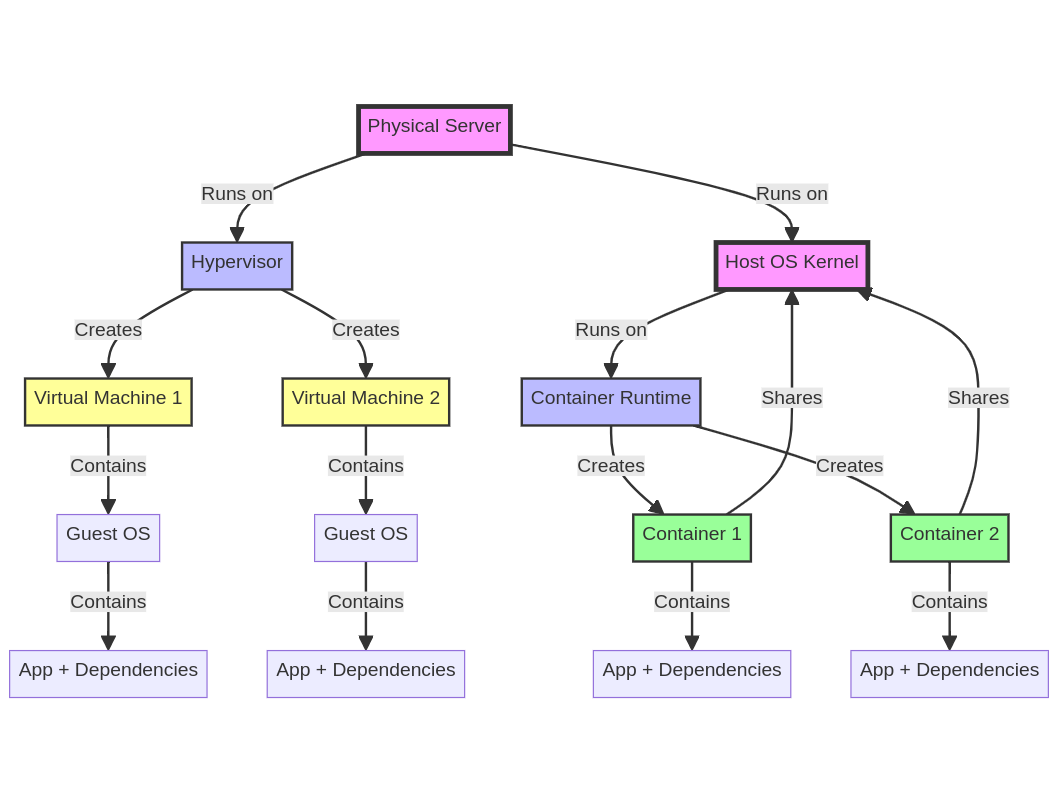 Physical Server
Runs on
Runs on
Hypervisor
Host OS Kernel
Creates
Creates
Runs on
Virtual Machine 1
Virtual Machine 2
Container Runtime
Shares
Shares
Contains
Contains
Creates
Creates
Guest OS
Guest OS
Container 1
Container 2
Contains
Contains
Contains
Contains
App + Dependencies
App + Dependencies
App + Dependencies
App + Dependencies